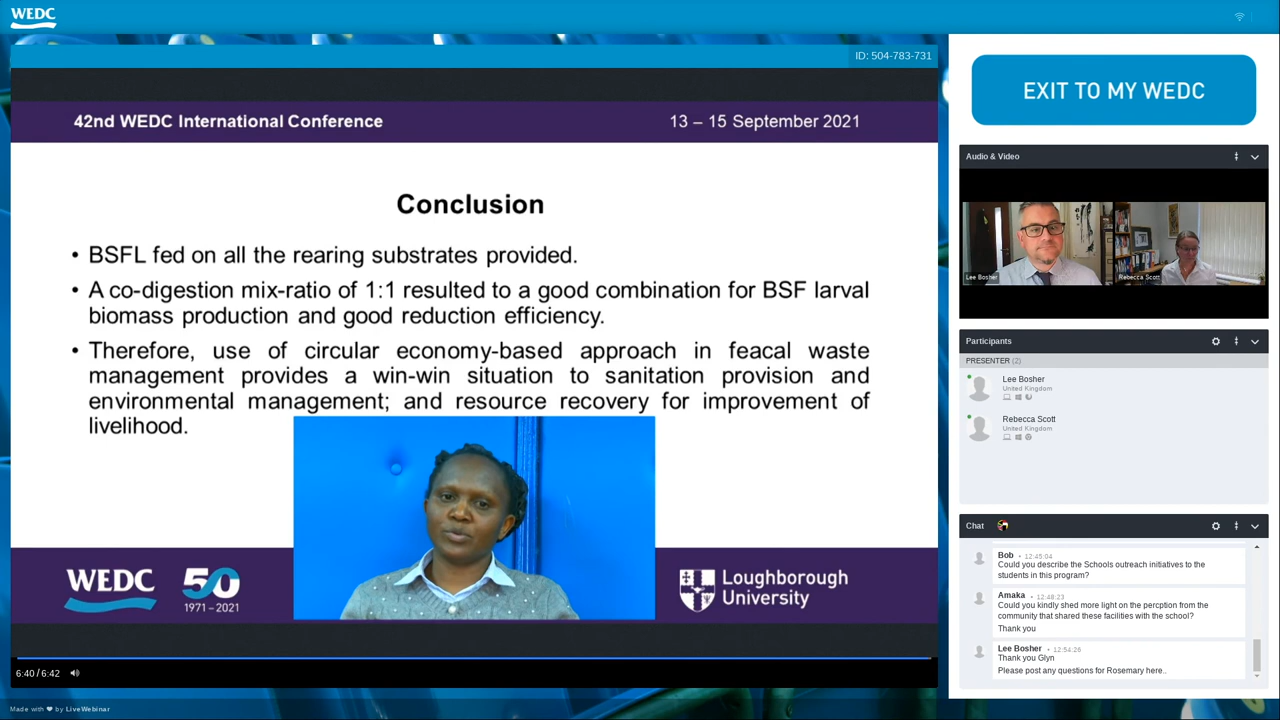 WEDC
ID: 504-783-731
EXIT TO MY WEDC
42nd WEDC International Conference
13 – 15 September 2021
Conclusion
• BSFL fed on all the rearing substrates provided.
• A co-digestion mix-ratio of 1:1 resulted to a good combination for BSF larval
biomass production and good reduction efficiency.
• Therefore, use of circular economy-based approach in feacal waste
management provides a win-win situation to sanitation provision and
environmental management; and resource recovery for improvement of
livelihood.
WEDC
50
1971–2021
Loughborough
University
6:40 / 6:42
Made with ❤ by LiveWebinar
Audio & Video
Lee Bosher
Rebecca Scott
Participants
PRESENTER (2)
Lee Bosher
United Kingdom
Rebecca Scott
United Kingdom
Chat
Bob • 12:45:04
Could you describe the Schools outreach initiatives to the
students in this program?
Amaka • 12:48:23
Could you kindly shed more light on the percption from the
community that shared these facilities with the school?
Thank you
Lee Bosher • 12:54:26
Thank you Glyn
Please post any questions for Rosemary here..